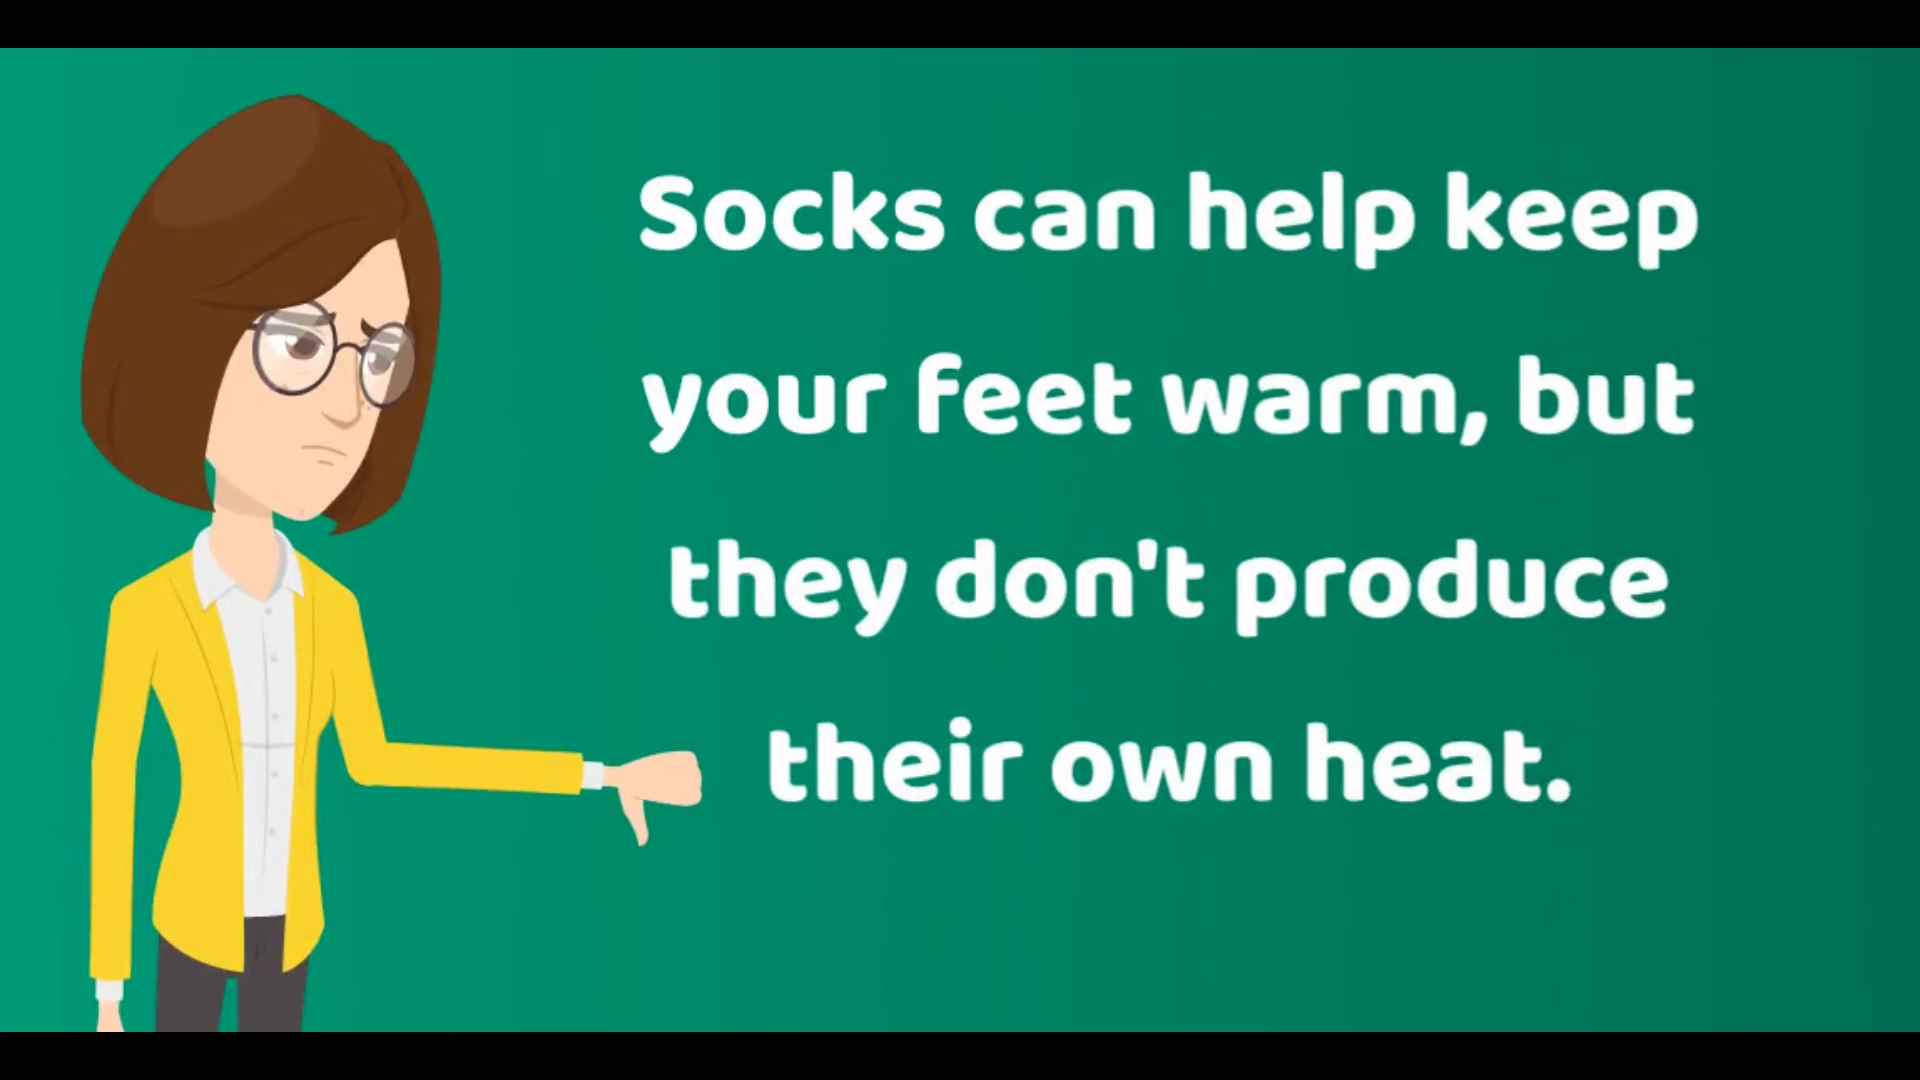 Socks can help keep
your feet warm, but
they don't produce
their own heat.